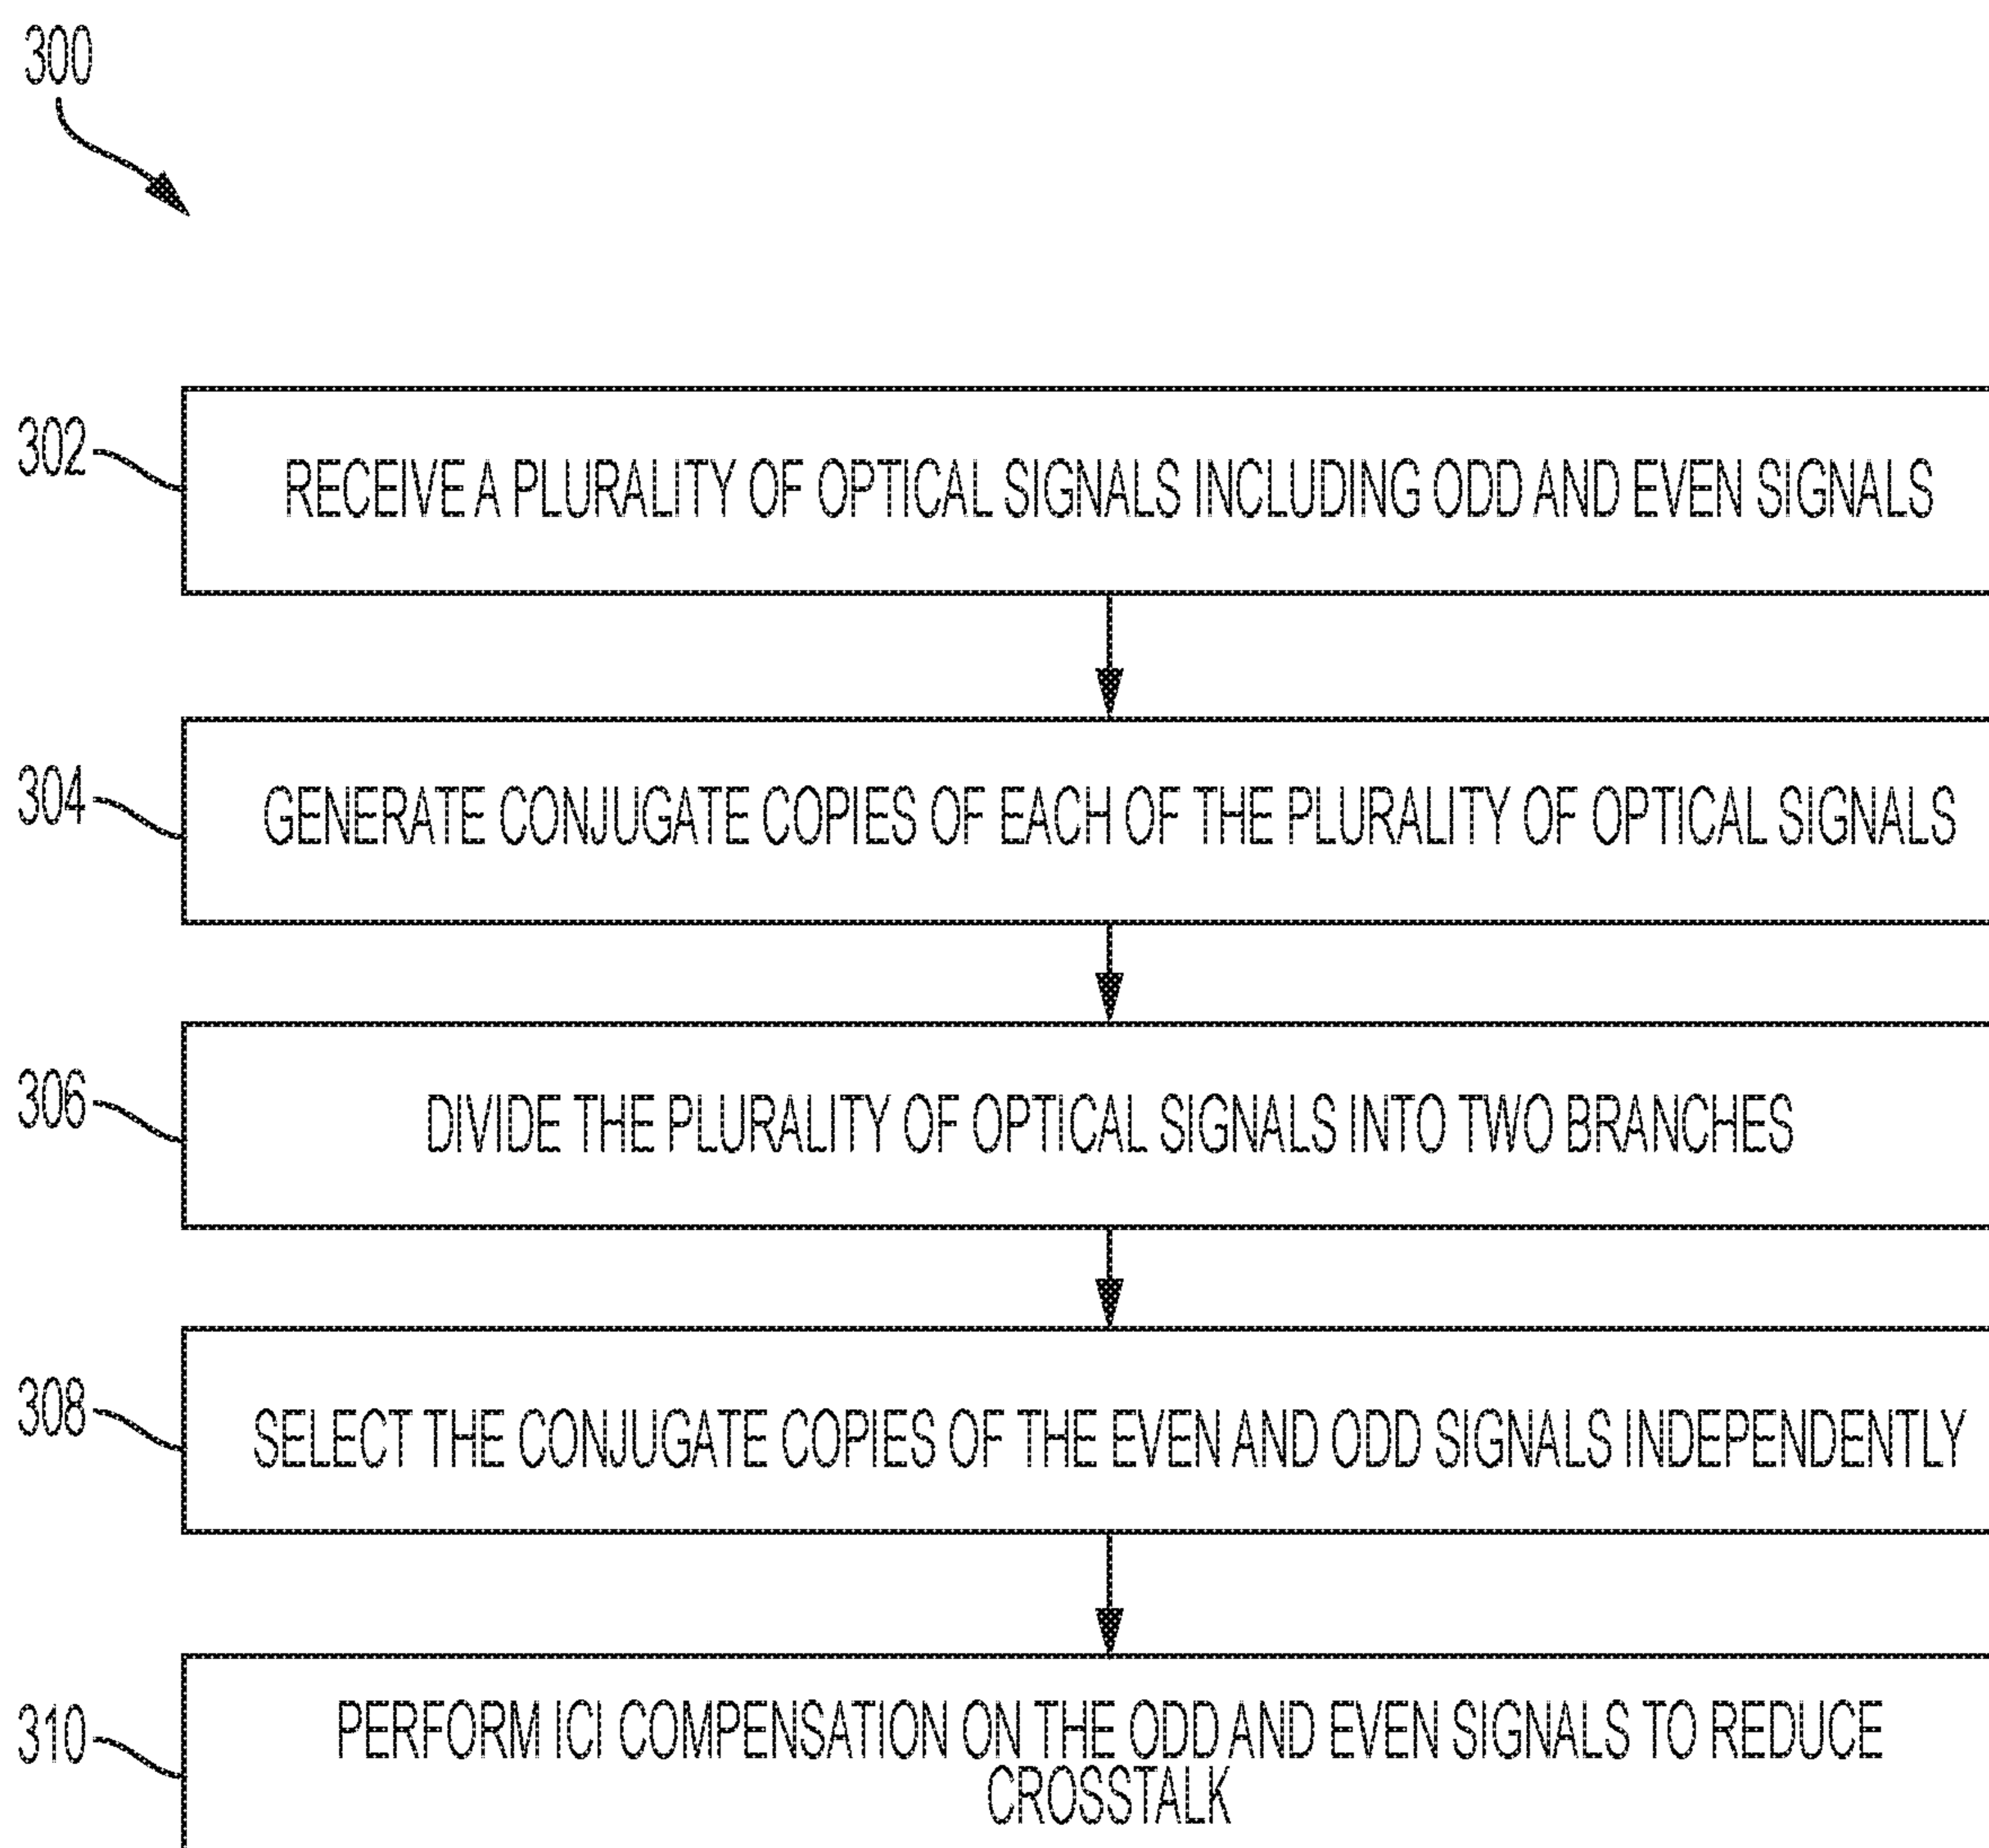 300
302
RECEIVE A PLURALITY OF OPTICAL SIGNALS INCLUDING ODD AND EVEN SIGNALS
304
GENERATE CONJUGATE COPIES OF EACH OF THE PLURALITY OF OPTICAL SIGNALS
306
DIVIDE THE PLURALITY OF OPTICAL SIGNALS INTO TWO BRANCHES
308
SELECT THE CONJUGATE COPIES OF THE EVEN AND ODD SIGNALS INDEPENDENTLY
310
PERFORM ICI COMPENSATION ON THE ODD AND EVEN SIGNALS TO REDUCE
CROSSTALK